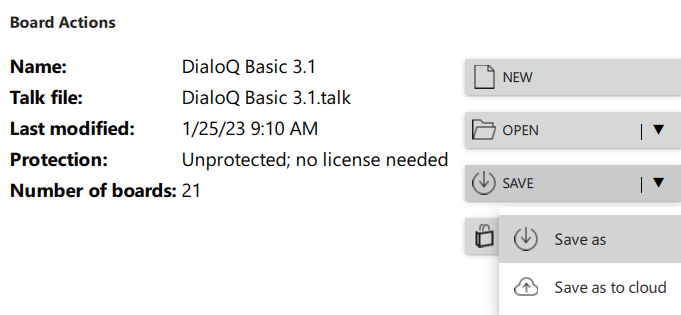 Board Actions
Name: DialoQ Basic 3.1
Talk file: DialoQ Basic 3.1.talk
Last modified: 1/25/23 9:10 AM
Protection: Unprotected; no license needed
Number of boards: 21
NEW
OPEN
SAVE
Save as
Save as to cloud